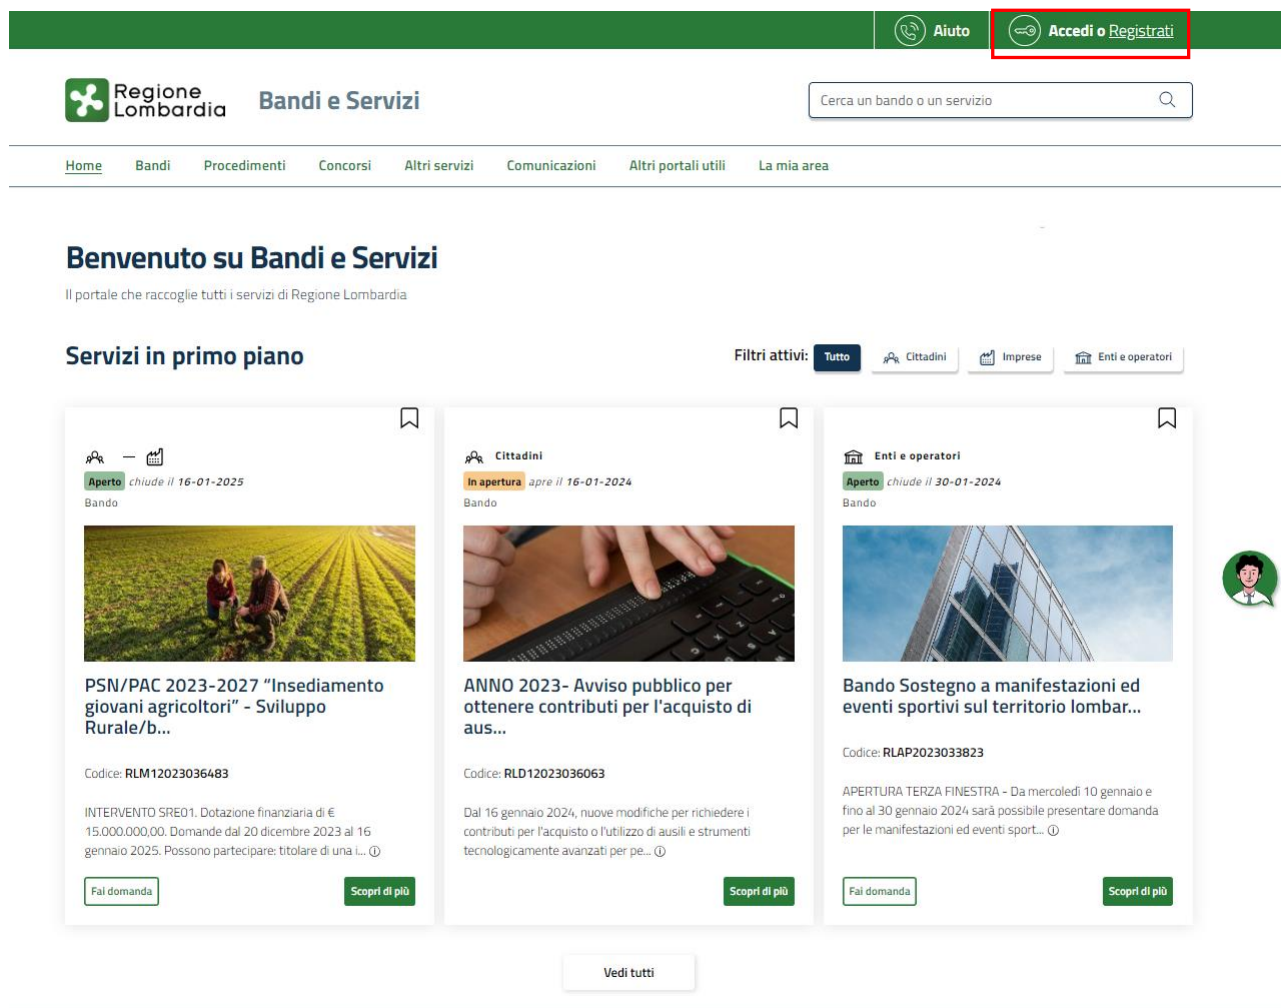 Aiuto
Accedi o Registrati
Regione
Lombardia
Bandi e Servizi
Cerca un bando o un servizio
Home Bandi Procedimenti Concorsi Altri servizi Comunicazioni Altri portali utili La mia area
Benvenuto su Bandi e Servizi
Il portale che raccoglie tutti i servizi di Regione Lombardia
Servizi in primo piano
Filtri attivi: Tutto Cittadini Imprese Enti e operatori
Aperto chiude il 16-01-2025
Bando
PSN/PAC 2023-2027 “Insediamento
giovani agricoltori” - Sviluppo
Rurale/b...
Codice: RLM12023036483
INTERVENTO SRE01. Dotazione finanziaria di €
15.000.000,00. Domande dal 20 dicembre 2023 al 16
gennaio 2025. Possono partecipare: titolare di una i...
Fai domanda
Scopri di più
Cittadini
In apertura apre il 16-01-2024
Bando
ANNO 2023- Avviso pubblico per
ottenere contributi per l'acquisto di
aus...
Codice: RLD12023036063
Dal 16 gennaio 2024, nuove modifiche per richiedere i
contributi per l'acquisto o l'utilizzo di ausili e strumenti
tecnologicamente avanzati per pe...
Scopri di più
Enti e operatori
Aperto chiude il 30-01-2024
Bando
Bando Sostegno a manifestazioni ed
eventi sportivi sul territorio lombar...
Codice: RLAP2023033823
APERTURA TERZA FINESTRA - Da mercoledì 10 gennaio e
fino al 30 gennaio 2024 sarà possibile presentare domanda
per le manifestazioni ed eventi sport...
Fai domanda
Scopri di più
Vedi tutti